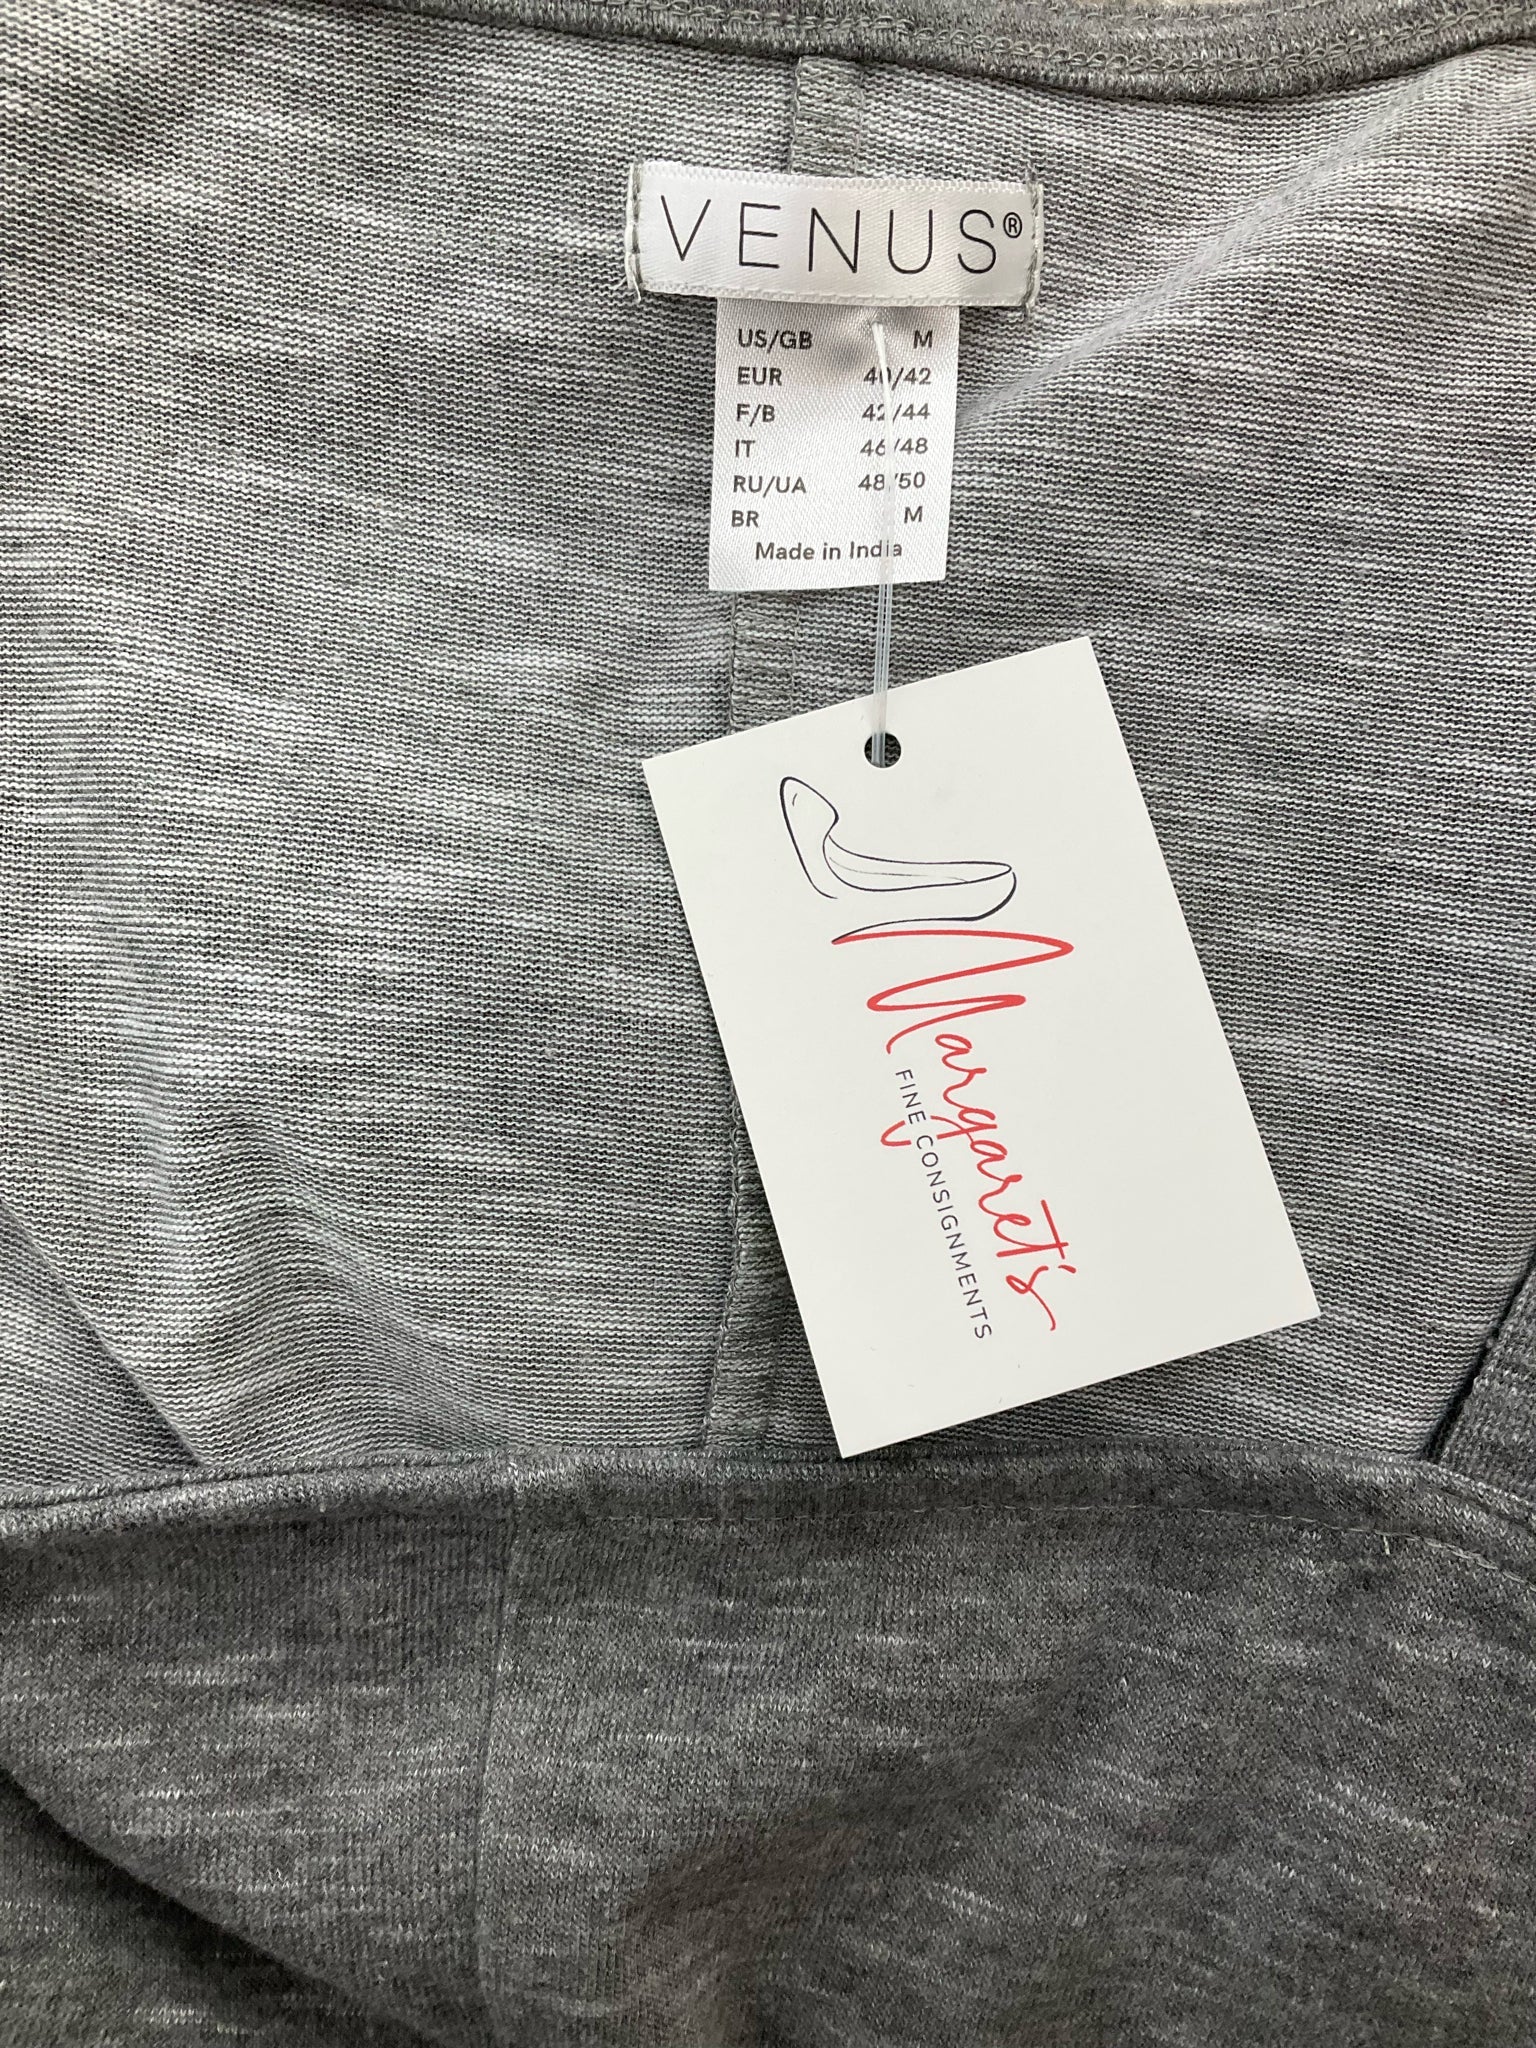 VENUS®
US/GB M
EUR 40/42
F/B 42/44
IT 46/48
RU/UA 48/50
BR M
Made in India
Margaret's
FINE CONSIGNMENTS